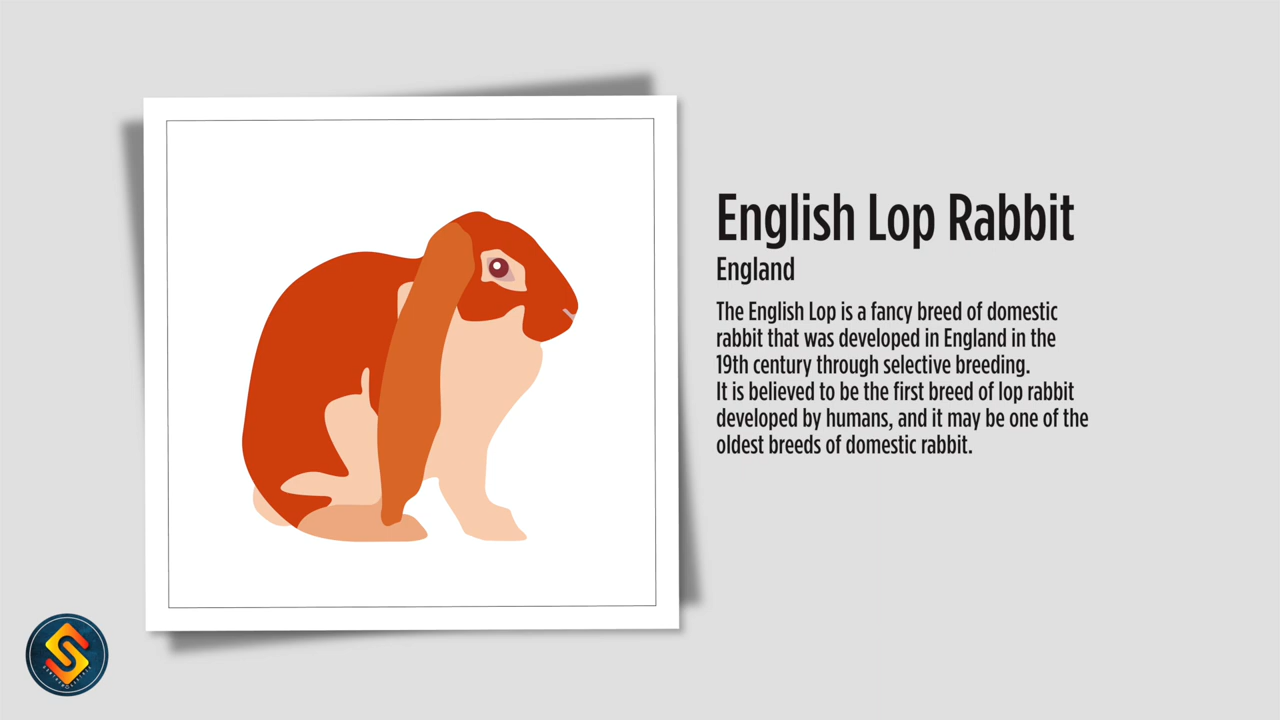 English Lop Rabbit
England
The English Lop is a fancy breed of domestic
rabbit that was developed in England in the
19th century through selective breeding.
It is believed to be the first breed of lop rabbit
developed by humans, and it may be one of the
oldest breeds of domestic rabbit.